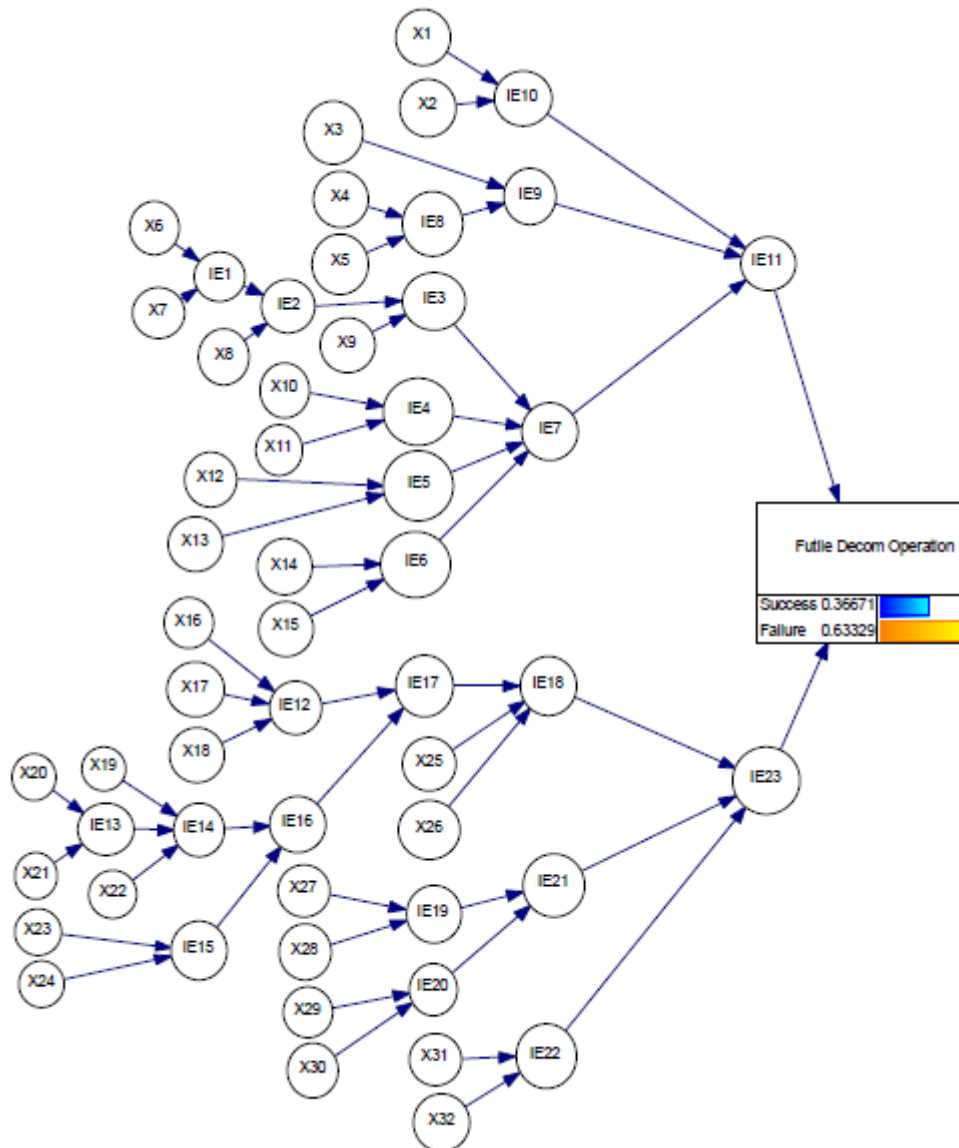 X1
X2
IE10
X3
X4
IE9
IE8
X5
X6
IE11
IE1
X7
IE2
IE3
X8
X9
X10
IE4
IE7
X11
X12
IE5
X13
X14
IE6
X15
Futile Decom Operation
Success 0.36671
Failure 0.63329
X16
X17
IE17
IE18
IE12
X18
X19
X20
X25
IE23
IE13
IE14
IE16
X26
X21
X22
X27
IE21
IE19
X23
X28
IE15
X24
IE20
X29
X30
X31
IE22
X32